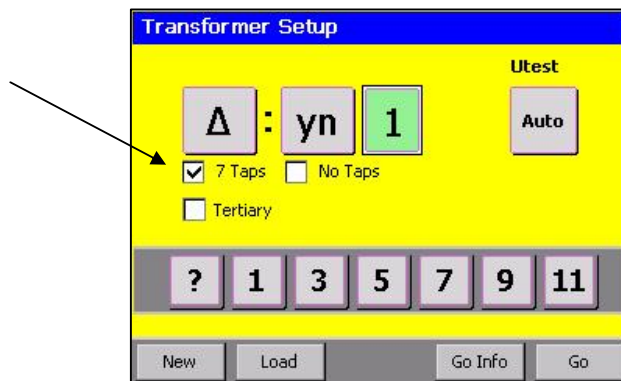 Transformer Setup
Utest
Δ : yn 1 Auto
7 Taps No Taps
Tertiary
? 1 3 5 7 9 11
New Load Go Info Go